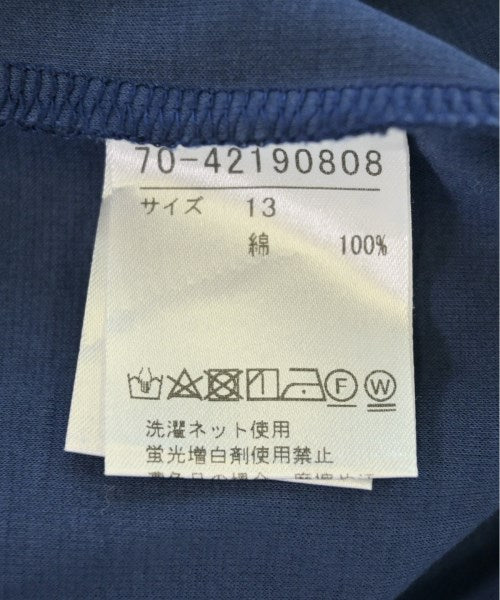 70-42190808
サイズ 13
綿 100%
F W
洗濯ネット使用
蛍光増白剤使用禁止